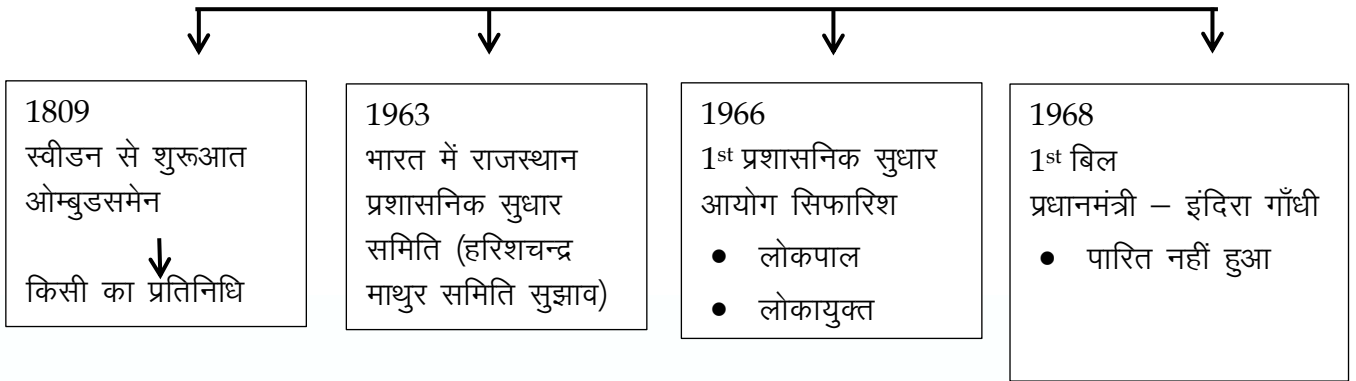 1809
स्वीडन से शुरूआत
ओम्बुडसमेन
किसी का प्रतिनिधि
1963
भारत में राजस्थान
प्रशासनिक सुधार
समिति (हरिशचन्द्र
माथुर समिति सुझाव)
1966
1st प्रशासनिक सुधार
आयोग सिफारिश
• लोकपाल
• लोकायुक्त
1968
1st बिल
प्रधानमंत्री – इंदिरा गाँधी
• पारित नहीं हुआ